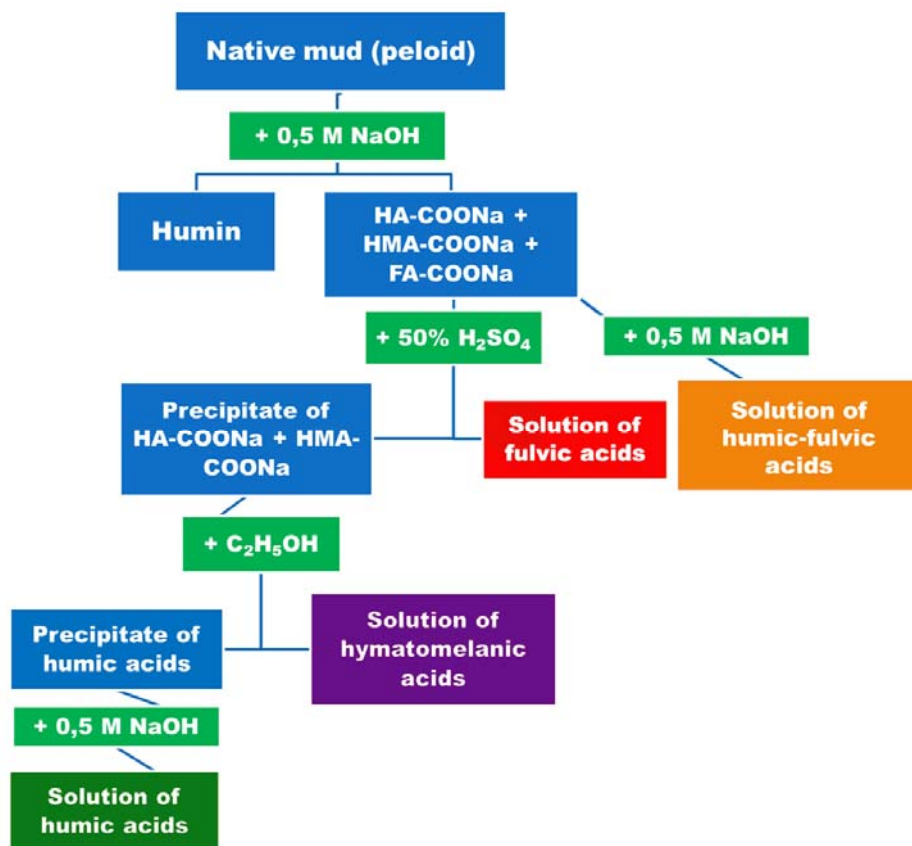 Native mud (peloid)
+ 0,5 M NaOH
Humin
HA-COONa +
HMA-COONa +
FA-COONa
+ 50% H₂SO₄
+ 0,5 M NaOH
Precipitate of
HA-COONa + HMA-
COONa
Solution of
fulvic acids
Solution of
humic-fulvic
acids
+ C₂H₅OH
Precipitate of
humic acids
Solution of
hymatomelanic
acids
+ 0,5 M NaOH
Solution of
humic acids